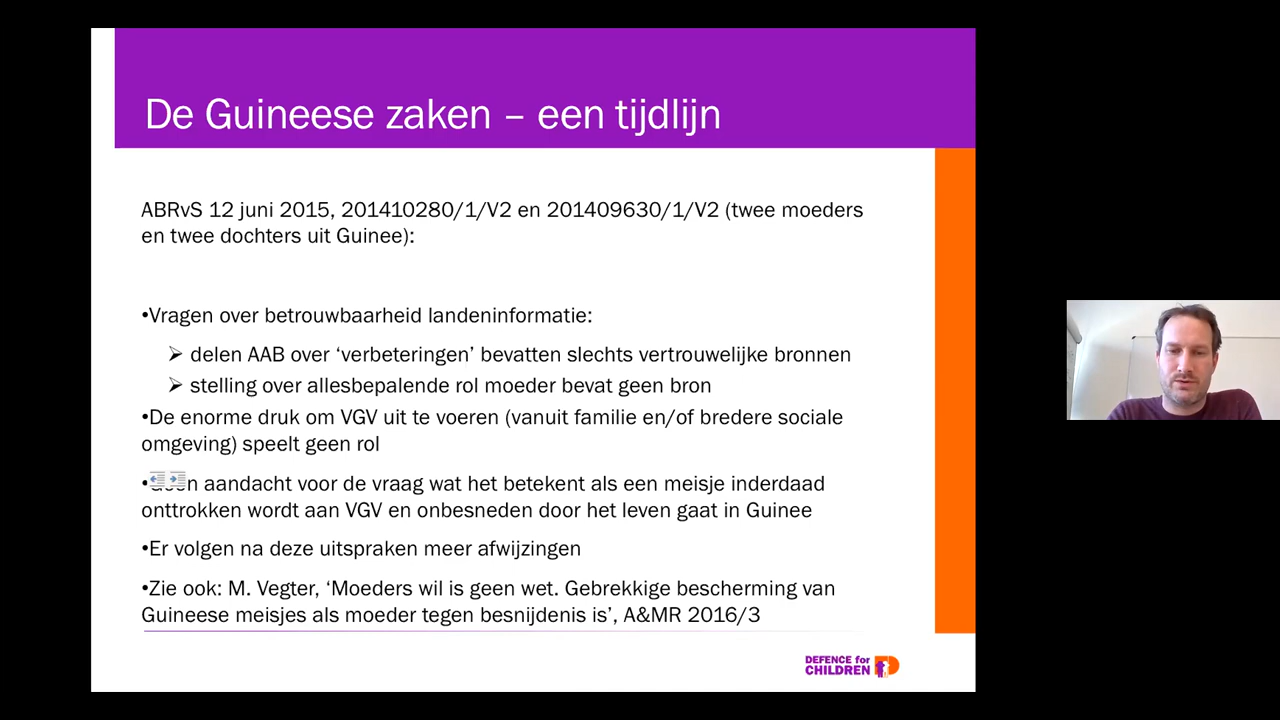 De Guineese zaken – een tijdlijn
ABRvS 12 juni 2015, 201410280/1/V2 en 201409630/1/V2 (twee moeders
en twee dochters uit Guinee):
•Vragen over betrouwbaarheid landeninformatie:
➢ delen AAB over ‘verbeteringen’ bevatten slechts vertrouwelijke bronnen
➢ stelling over allesbepalende rol moeder bevat geen bron
•De enorme druk om VGV uit te voeren (vanuit familie en/of bredere sociale
omgeving) speelt geen rol
•Geen aandacht voor de vraag wat het betekent als een meisje inderdaad
onttrokken wordt aan VGV en onbesneden door het leven gaat in Guinee
•Er volgen na deze uitspraken meer afwijzingen
•Zie ook: M. Vegter, ‘Moeders wil is geen wet. Gebrekkige bescherming van
Guineese meisjes als moeder tegen besnijdenis is’, A&MR 2016/3
DEFENCE for
CHILDREN